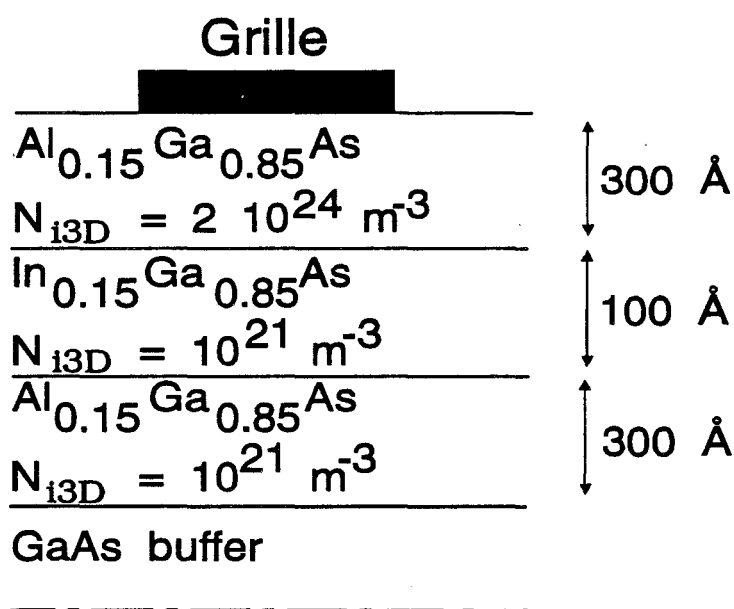 Grille
Al0.15Ga0.85As
Ni3D = 2 10^24 m^-3
300 Å
In0.15Ga0.85As
Ni3D = 10^21 m^-3
100 Å
Al0.15Ga0.85As
Ni3D = 10^21 m^-3
300 Å
GaAs buffer